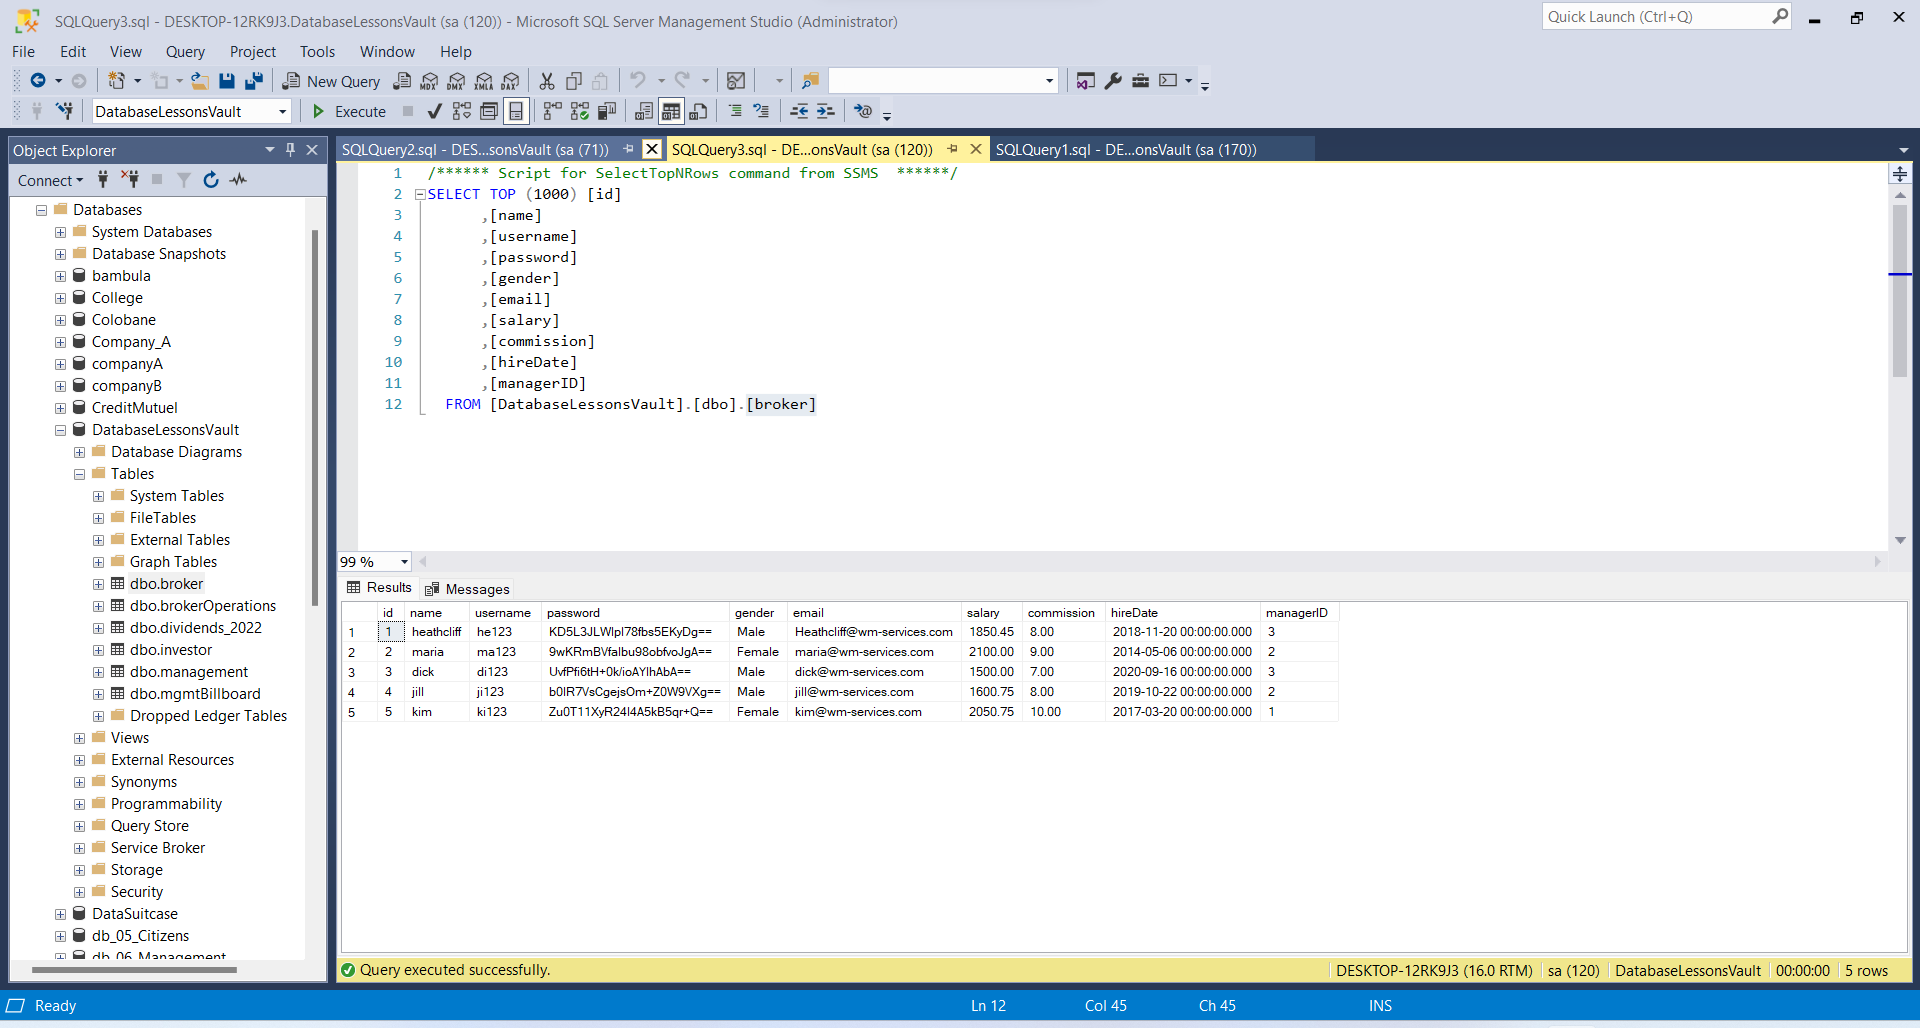 SQLQuery3.sql - DESKTOP-12RK9J3.DatabaseLessonsVault (sa (120)) - Microsoft SQL Server Management Studio (Administrator)
Quick Launch (Ctrl+Q)
File Edit View Query Project Tools Window Help
New Query MDX DMX XMLA DAX
DatabaseLessonsVault Execute
Object Explorer
Connect
Databases
System Databases
Database Snapshots
bambula
College
Colobane
Company_A
companyA
companyB
CreditMutuel
DatabaseLessonsVault
Database Diagrams
Tables
System Tables
FileTables
External Tables
Graph Tables
dbo.broker
dbo.brokerOperations
dbo.dividends_2022
dbo.investor
dbo.management
dbo.mgmtBillboard
Dropped Ledger Tables
Views
External Resources
Synonyms
Programmability
Query Store
Service Broker
Storage
Security
DataSuitcase
db_05_Citizens
db_06_Management
SQLQuery2.sql - DES...sonsVault (sa (71)) SQLQuery3.sql - DE...onsVault (sa (120)) SQLQuery1.sql - DE...onsVault (sa (170))
1 /****** Script for SelectTopNRows command from SSMS ******/
2 SELECT TOP (1000) [id]
3 ,[name]
4 ,[username]
5 ,[password]
6 ,[gender]
7 ,[email]
8 ,[salary]
9 ,[commission]
10 ,[hireDate]
11 ,[managerID]
12 FROM [DatabaseLessonsVault].[dbo].[broker]
99 %
Results Messages
id name username password gender email salary commission hireDate managerID
1 1 heathcliff he123 KD5L3JLWlpI78fbs5EKyDg== Male Heathcliff@wm-services.com 1850.45 8.00 2018-11-20 00:00:00.000 3
2 2 maria ma123 9wKRmBVfaIbu98obfvoJgA== Female maria@wm-services.com 2100.00 9.00 2014-05-06 00:00:00.000 2
3 3 dick di123 UvfPfi6tH+0k/ioAYIhAbA== Male dick@wm-services.com 1500.00 7.00 2020-09-16 00:00:00.000 3
4 4 jill ji123 b0IR7VsCgejsOm+Z0W9VXg== Male jill@wm-services.com 1600.75 8.00 2019-10-22 00:00:00.000 2
5 5 kim ki123 Zu0T11XyR24I4A5kB5qr+Q== Female kim@wm-services.com 2050.75 10.00 2017-03-20 00:00:00.000 1
Query executed successfully. DESKTOP-12RK9J3 (16.0 RTM) sa (120) DatabaseLessonsVault 00:00:00 5 rows
Ready Ln 12 Col 45 Ch 45 INS